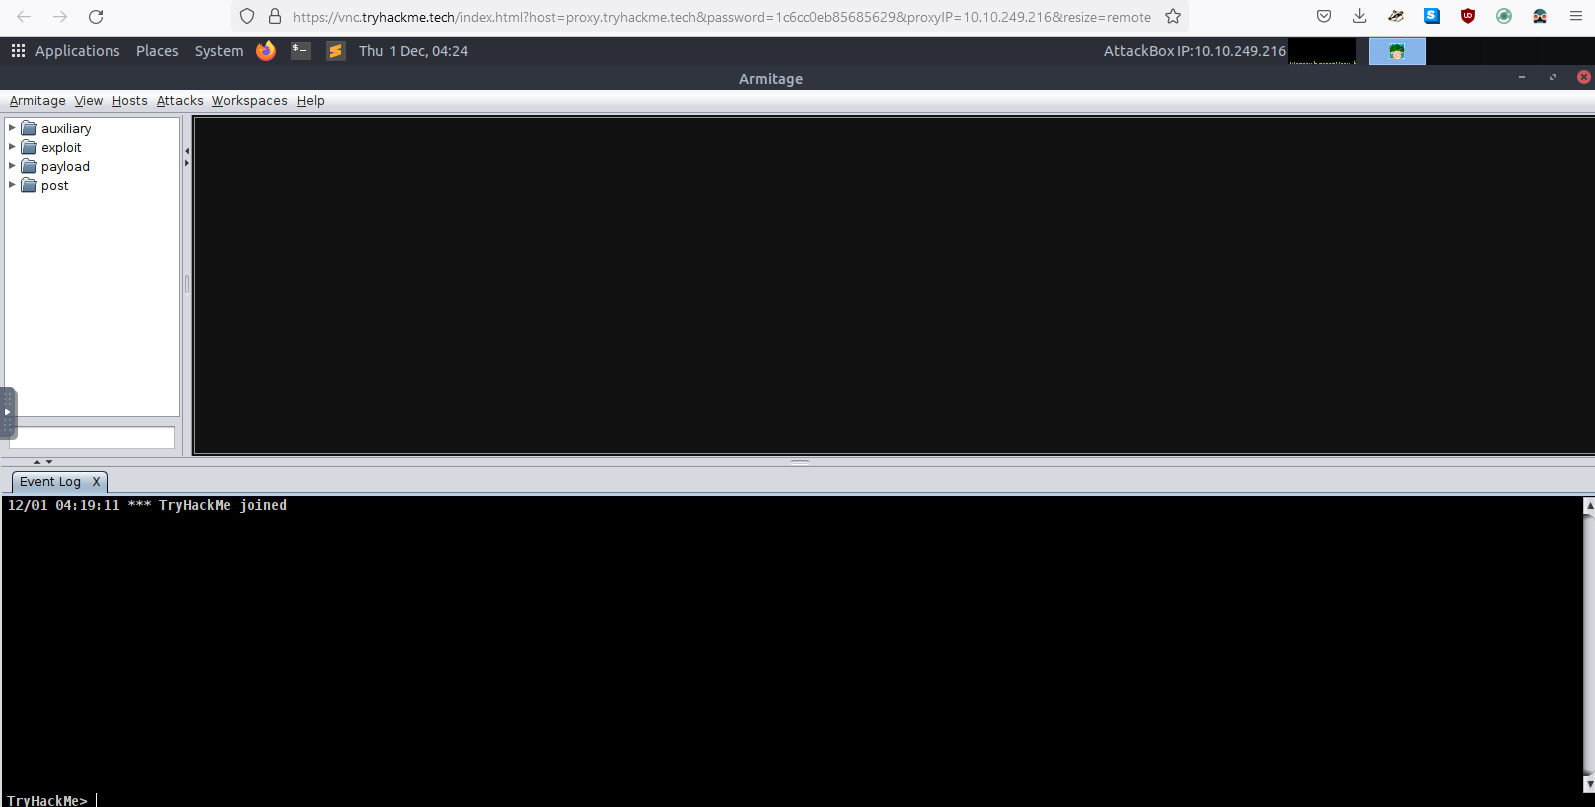 https://vnc.tryhackme.tech/index.html?host=proxy.tryhackme.tech&password=1c6cc0eb85685629&proxyIP=10.10.249.216&resize=remote
Applications Places System $- Thu 1 Dec, 04:24 AttackBox IP:10.10.249.216
Armitage
Armitage View Hosts Attacks Workspaces Help
auxiliary
exploit
payload
post
Event Log X
12/01 04:19:11 *** TryHackMe joined
TryHackMe>